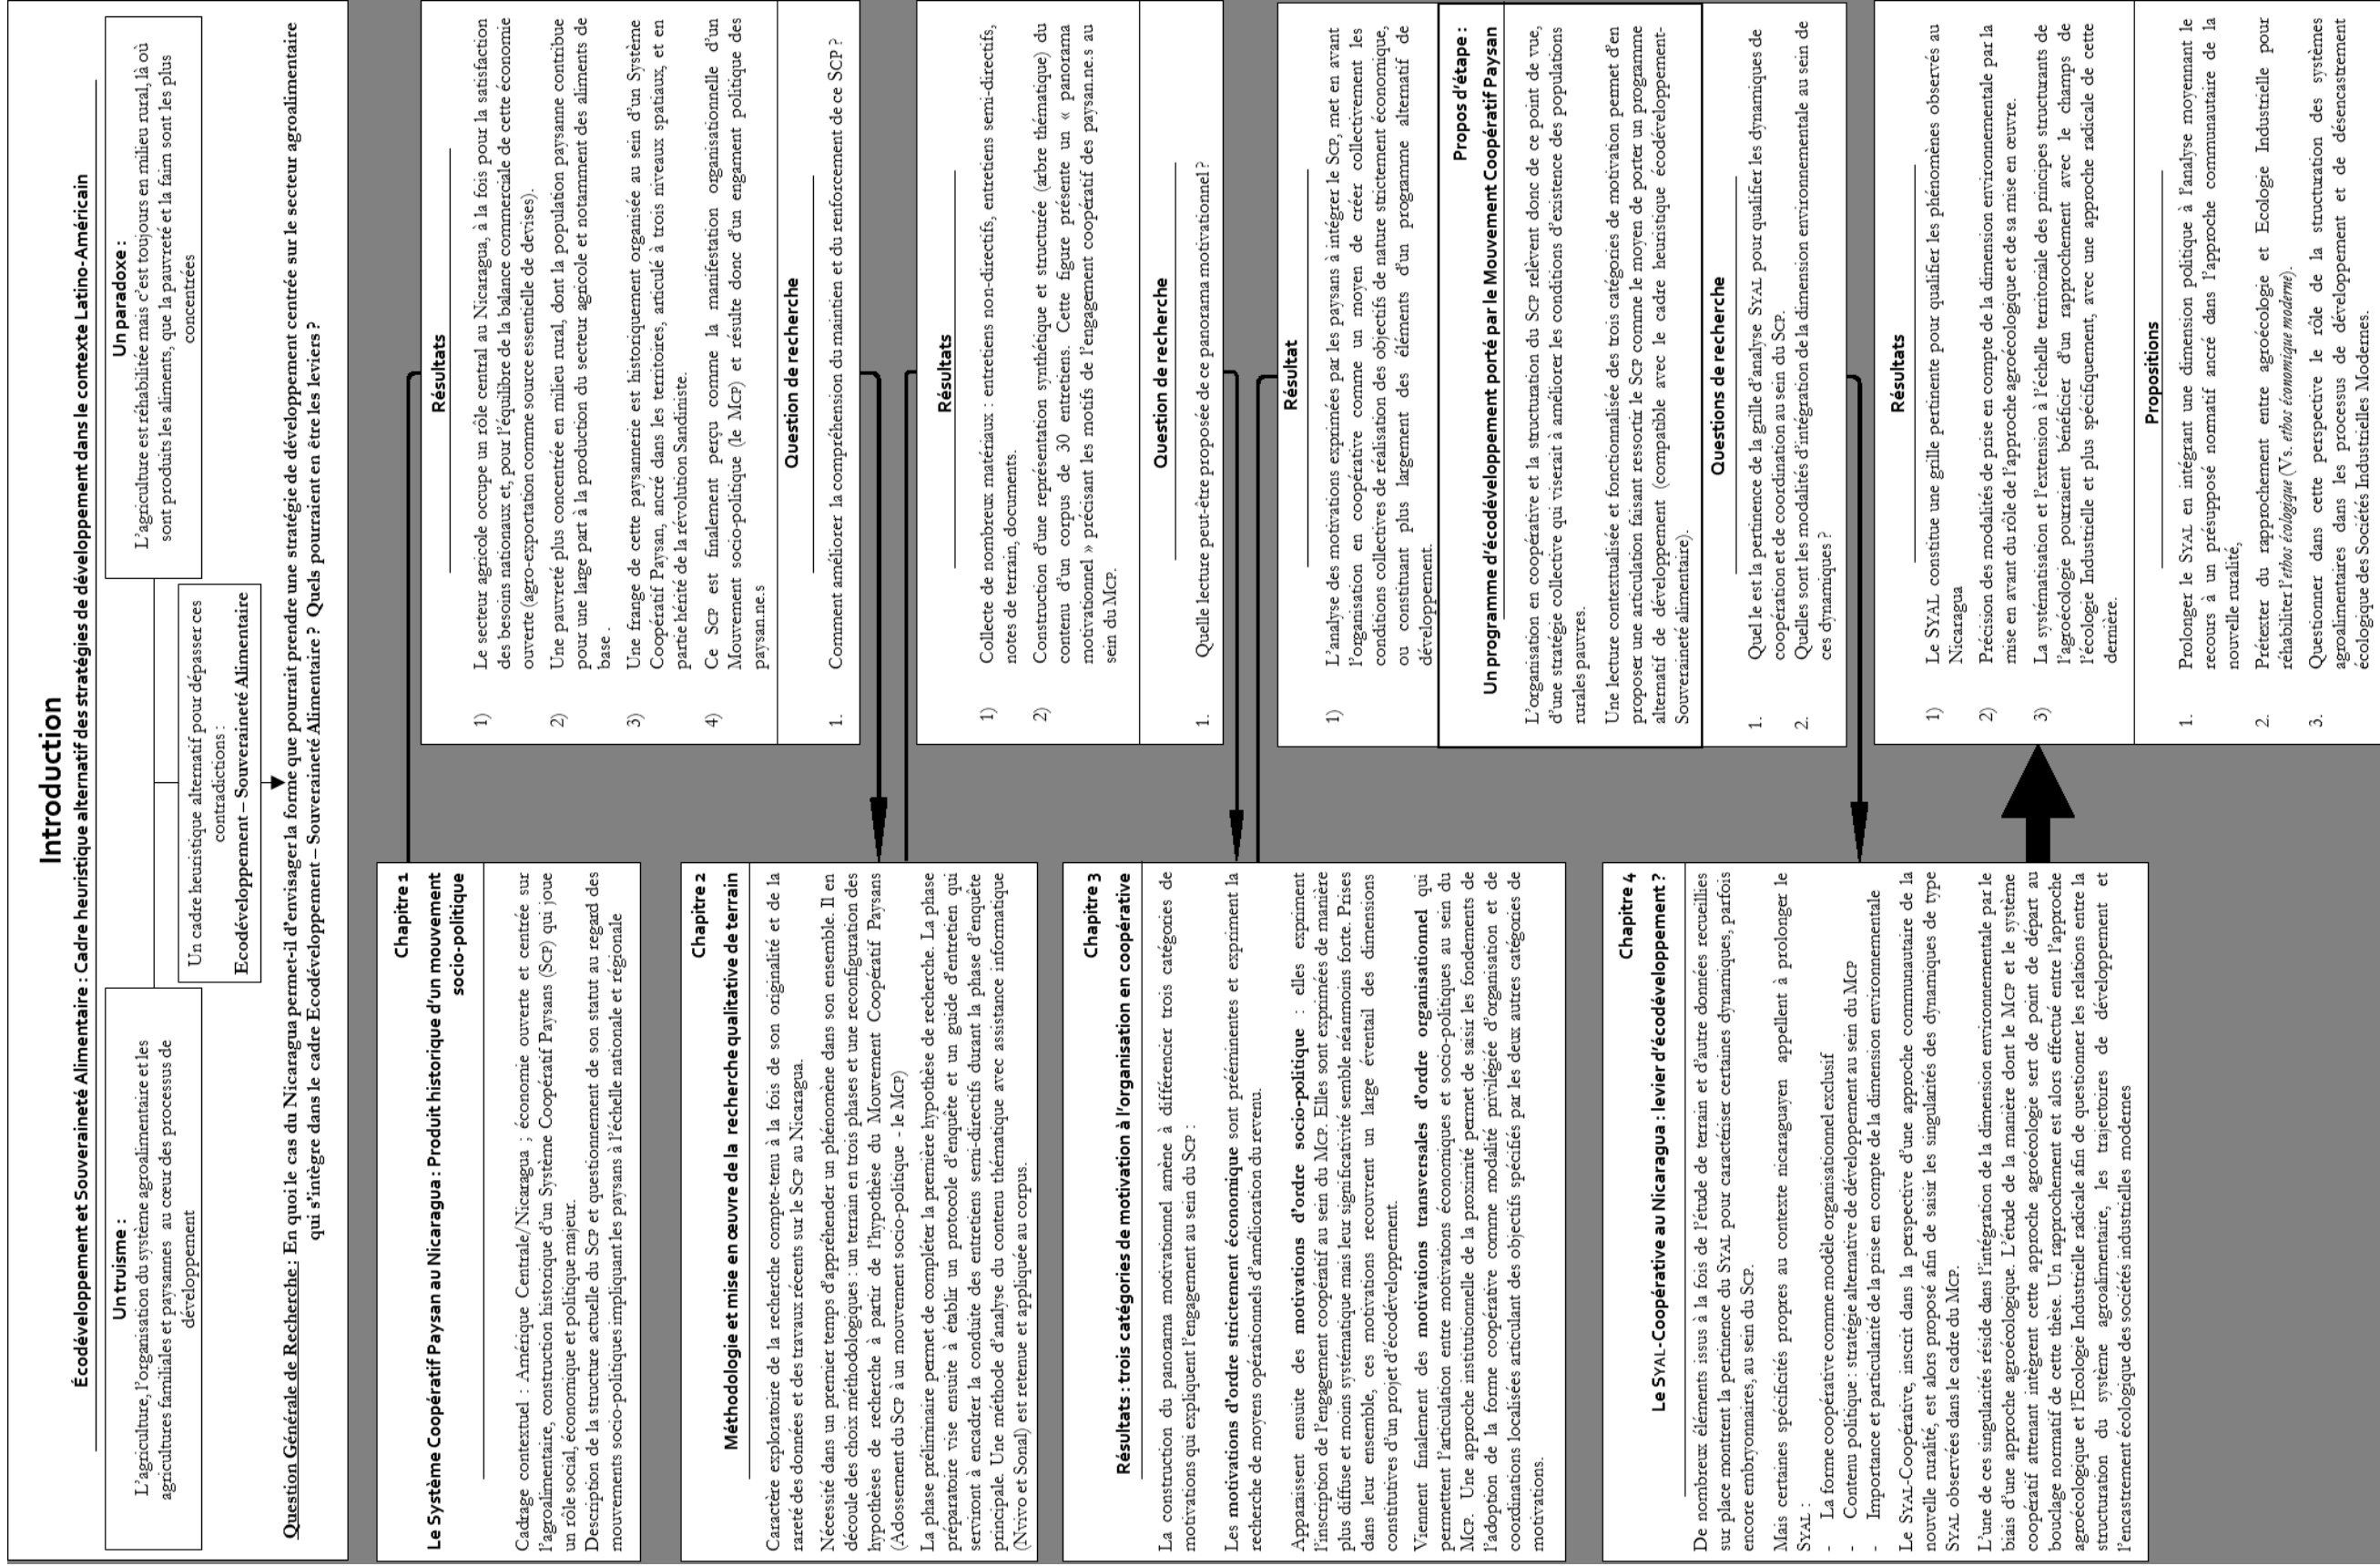 Introduction
Écodéveloppement et Souveraineté Alimentaire : Cadre heuristique alternatif des stratégies de développement dans le contexte Latino-Américain
Un truisme :
L'agriculture, l'organisation du système agroalimentaire et les
agricultures familiales et paysannes au cœur des processus de
développement
Un paradoxe :
L'agriculture est réhabilitée mais c'est toujours en milieu rural, là où
sont produits les aliments, que la pauvreté et la faim sont les plus
concentrées
Un cadre heuristique alternatif pour dépasser ces
contradictions :
Ecodéveloppement – Souveraineté Alimentaire
Question Générale de Recherche : En quoi le cas du Nicaragua permet-il d'envisager la forme que pourrait prendre une stratégie de développement centrée sur le secteur agroalimentaire
qui s'intègre dans le cadre Ecodéveloppement – Souveraineté Alimentaire ? Quels pourraient en être les leviers ?
Chapitre 1
Le Système Coopératif Paysan au Nicaragua : Produit historique d'un mouvement
socio-politique
Cadrage contextuel : Amérique Centrale/Nicaragua ; économie ouverte et centrée sur
l'agroalimentaire, construction historique d'un Système Coopératif Paysans (SCP) qui joue
un rôle social, économique et politique majeur.
Description de la structure actuelle du SCP et questionnement de son statut au regard des
mouvements socio-politiques impliquant les paysans à l'échelle nationale et régionale
Résultats
1) Le secteur agricole occupe un rôle central au Nicaragua, à la fois pour la satisfaction
des besoins nationaux et, pour l'équilibre de la balance commerciale de cette économie
ouverte (agro-exportation comme source essentielle de devises).
2) Une pauvreté plus concentrée en milieu rural, dont la population paysanne contribue
pour une large part à la production du secteur agricole et notamment des aliments de
base .
3) Une frange de cette paysannerie est historiquement organisée au sein d'un Système
Coopératif Paysan, ancré dans les territoires, articulé à trois niveaux spatiaux, et en
partie hérité de la révolution Sandiniste.
4) Ce SCP est finalement perçu comme la manifestation organisationnelle d'un
Mouvement socio-politique (le MCP) et résulte donc d'un engament politique des
paysan.ne.s
Question de recherche
1. Comment améliorer la compréhension du maintien et du renforcement de ce SCP ?
Chapitre 2
Méthodologie et mise en œuvre de la recherche qualitative de terrain
Caractère exploratoire de la recherche compte-tenu à la fois de son originalité et de la
rareté des données et des travaux récents sur le SCP au Nicaragua.
Nécessité dans un premier temps d'appréhender un phénomène dans son ensemble. Il en
découle des choix méthodologiques : un terrain en trois phases et une reconfiguration des
hypothèses de recherche à partir de l'hypothèse du Mouvement Coopératif Paysans
(Adossement du SCP à un mouvement socio-politique - le MCP)
La phase préliminaire permet de compléter la première hypothèse de recherche. La phase
préparatoire vise ensuite à établir un protocole d'enquête et un guide d'entretien qui
serviront à encadrer la conduite des entretiens semi-directifs durant la phase d'enquête
principale. Une méthode d'analyse du contenu thématique avec assistance informatique
(Nvivo et Sonal) est retenue et appliquée au corpus.
Résultats
1) Collecte de nombreux matériaux : entretiens non-directifs, entretiens semi-directifs,
notes de terrain, documents.
2) Construction d'une représentation synthétique et structurée (arbre thématique) du
contenu d'un corpus de 30 entretiens. Cette figure présente un « panorama
motivationnel » précisant les motifs de l'engagement coopératif des paysan.ne.s au
sein du MCP.
Question de recherche
1. Quelle lecture peut-être proposée de ce panorama motivationnel ?
Chapitre 3
Résultats : trois catégories de motivation à l'organisation en coopérative
La construction du panorama motivationnel amène à différencier trois catégories de
motivations qui expliquent l'engagement au sein du SCP :
Les motivations d'ordre strictement économique sont prééminentes et expriment la
recherche de moyens opérationnels d'amélioration du revenu.
Apparaissent ensuite des motivations d'ordre socio-politique : elles expriment
l'inscription de l'engagement coopératif au sein du MCP. Elles sont exprimées de manière
plus diffuse et moins systématique mais leur significativité semble néanmoins forte. Prises
dans leur ensemble, ces motivations recouvrent un large éventail des dimensions
constitutives d'un projet d'écodéveloppement.
Viennent finalement des motivations transversales d'ordre organisationnel qui
permettent l'articulation entre motivations économiques et socio-politiques au sein du
MCP. Une approche institutionnelle de la proximité permet de saisir les fondements de
l'adoption de la forme coopérative comme modalité privilégiée d'organisation et de
coordinations localisées articulant des objectifs spécifiés par les deux autres catégories de
motivations.
Résultat
1) L'analyse des motivations exprimées par les paysans à intégrer le SCP, met en avant
l'organisation en coopérative comme un moyen de créer collectivement les
conditions collectives de réalisation des objectifs de nature strictement économique,
ou constituant plus largement des éléments d'un programme alternatif de
développement.
Propos d'étape :
Un programme d'écodéveloppement porté par le Mouvement Coopératif Paysan
L'organisation en coopérative et la structuration du SCP relèvent donc de ce point de vue,
d'une stratégie collective qui viserait à améliorer les conditions d'existence des populations
rurales pauvres.
Une lecture contextualisée et fonctionnalisée des trois catégories de motivation permet d'en
proposer une articulation faisant ressortir le SCP comme le moyen de porter un programme
alternatif de développement (compatible avec le cadre heuristique écodéveloppement-
Souveraineté alimentaire).
Questions de recherche
1. Quel le est la pertinence de la grille d'analyse SYAL pour qualifier les dynamiques de
coopération et de coordination au sein du SCP.
2. Quelles sont les modalités d'intégration de la dimension environnementale au sein de
ces dynamiques ?
Chapitre 4
Le SYAL-Coopérative au Nicaragua : levier d'écodéveloppement ?
De nombreux éléments issus à la fois de l'étude de terrain et d'autre données recueillies
sur place montrent la pertinence du SYAL pour caractériser certaines dynamiques, parfois
encore embryonnaires, au sein du SCP.
Mais certaines spécificités propres au contexte nicaraguayen appellent à prolonger le
SYAL :
- La forme coopérative comme modèle organisationnel exclusif
- Contenu politique : stratégie alternative de développement au sein du MCP
- Importance et particularité de la prise en compte de la dimension environnementale
Le SYAL-Coopérative, inscrit dans la perspective d'une approche communautaire de la
nouvelle ruralité, est alors proposé afin de saisir les singularités des dynamiques de type
SYAL observées dans le cadre du MCP.
L'une de ces singularités réside dans l'intégration de la dimension environnementale par le
biais d'une approche agroécologique. L'étude de la manière dont le MCP et le système
coopératif attenant intègrent cette approche agroécologie sert de point de départ au
bouclage normatif de cette thèse. Un rapprochement est alors effectué entre l'approche
agroécologique et l'Ecologie Industrielle radicale afin de questionner les relations entre la
structuration du système agroalimentaire, les trajectoires de développement et
l'encastrement écologique des sociétés industrielles modernes
Résultats
1) Le SYAL constitue une grille pertinente pour qualifier les phénomènes observés au
Nicaragua
2) Précision des modalités de prise en compte de la dimension environnementale par la
mise en avant du rôle de l'approche agroécologique et de sa mise en œuvre.
3) La systématisation et l'extension à l'échelle territoriale des principes structurants de
l'agroécologie pourraient bénéficier d'un rapprochement avec le champs de
l'écologie Industrielle et plus spécifiquement, avec une approche radicale de cette
dernière.
Propositions
1. Prolonger le SYAL en intégrant une dimension politique à l'analyse moyennant le
recours à un présupposé normatif ancré dans l'approche communautaire de la
nouvelle ruralité,
2. Prétexter du rapprochement entre agroécologie et Ecologie Industrielle pour
réhabiliter l'ethos écologique (Vs. ethos économique moderne).
3. Questionner dans cette perspective le rôle de la structuration des systèmes
agroalimentaires dans les processus de développement et de désencastrement
écologique des Sociétés Industrielles Modernes.